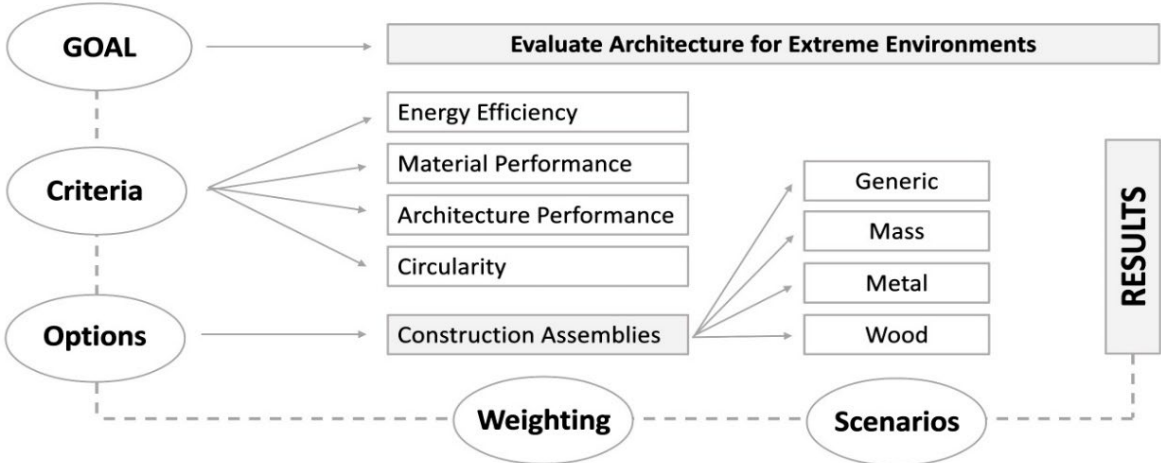 GOAL
Evaluate Architecture for Extreme Environments
Criteria
Energy Efficiency
Material Performance
Architecture Performance
Circularity
Options
Construction Assemblies
Generic
Mass
Metal
Wood
RESULTS
Weighting
Scenarios